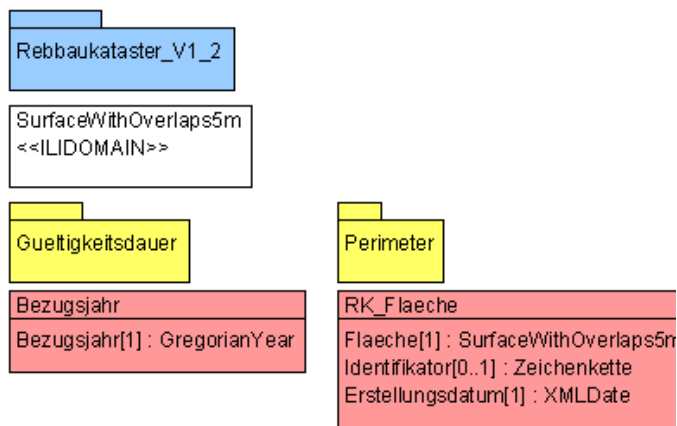 Rebbaukataster_V1_2
SurfaceWithOverlaps5m
<<ILIDOMAIN>>
Gueltigkeitsdauer
Bezugsjahr
Bezugsjahr[1] : GregorianYear
Perimeter
RK_Flaeche
Flaeche[1] : SurfaceWithOverlaps5m
Identifikator[0..1] : Zeichenkette
Erstellungsdatum[1] : XMLDate